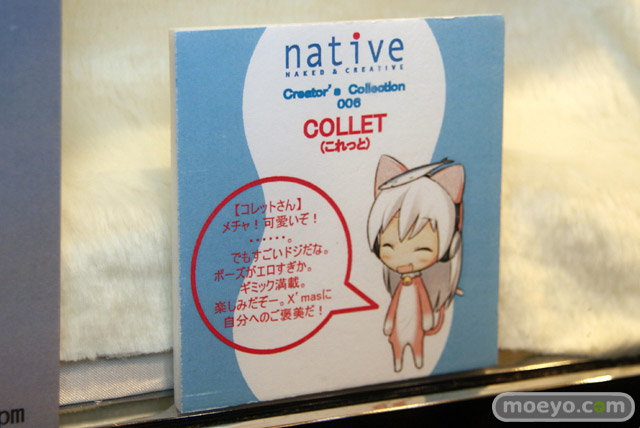 native
NAKED & CREATIVE
Creator's Collection
006
COLLET
(これっと)
【コレットさん】
メチャ！可愛いぞ！
・・・・・・。
でもすごいドジだな。
ポーズがエロすぎか。
ギミック満載。
楽しみだぞー。X'masに
自分へのご褒美だ！
pm
moeyo.com